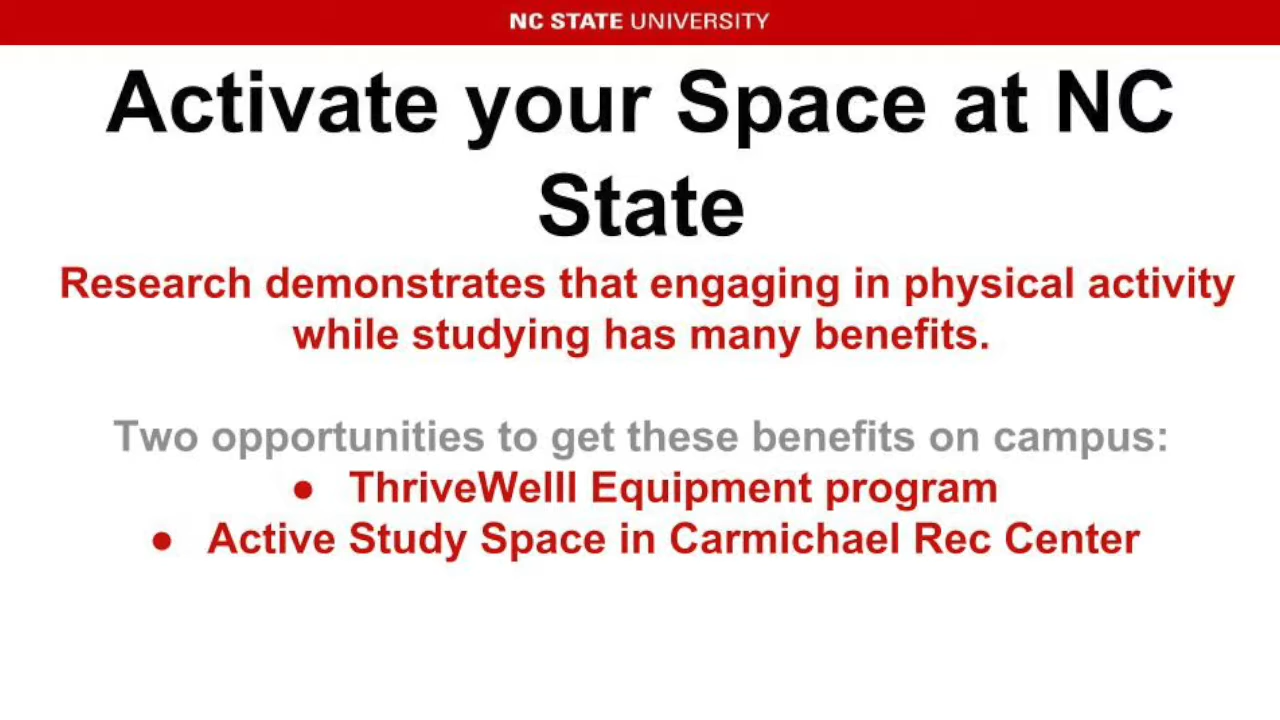 NC STATE UNIVERSITY
Activate your Space at NC
State
Research demonstrates that engaging in physical activity
while studying has many benefits.
Two opportunities to get these benefits on campus:
● ThriveWelll Equipment program
● Active Study Space in Carmichael Rec Center